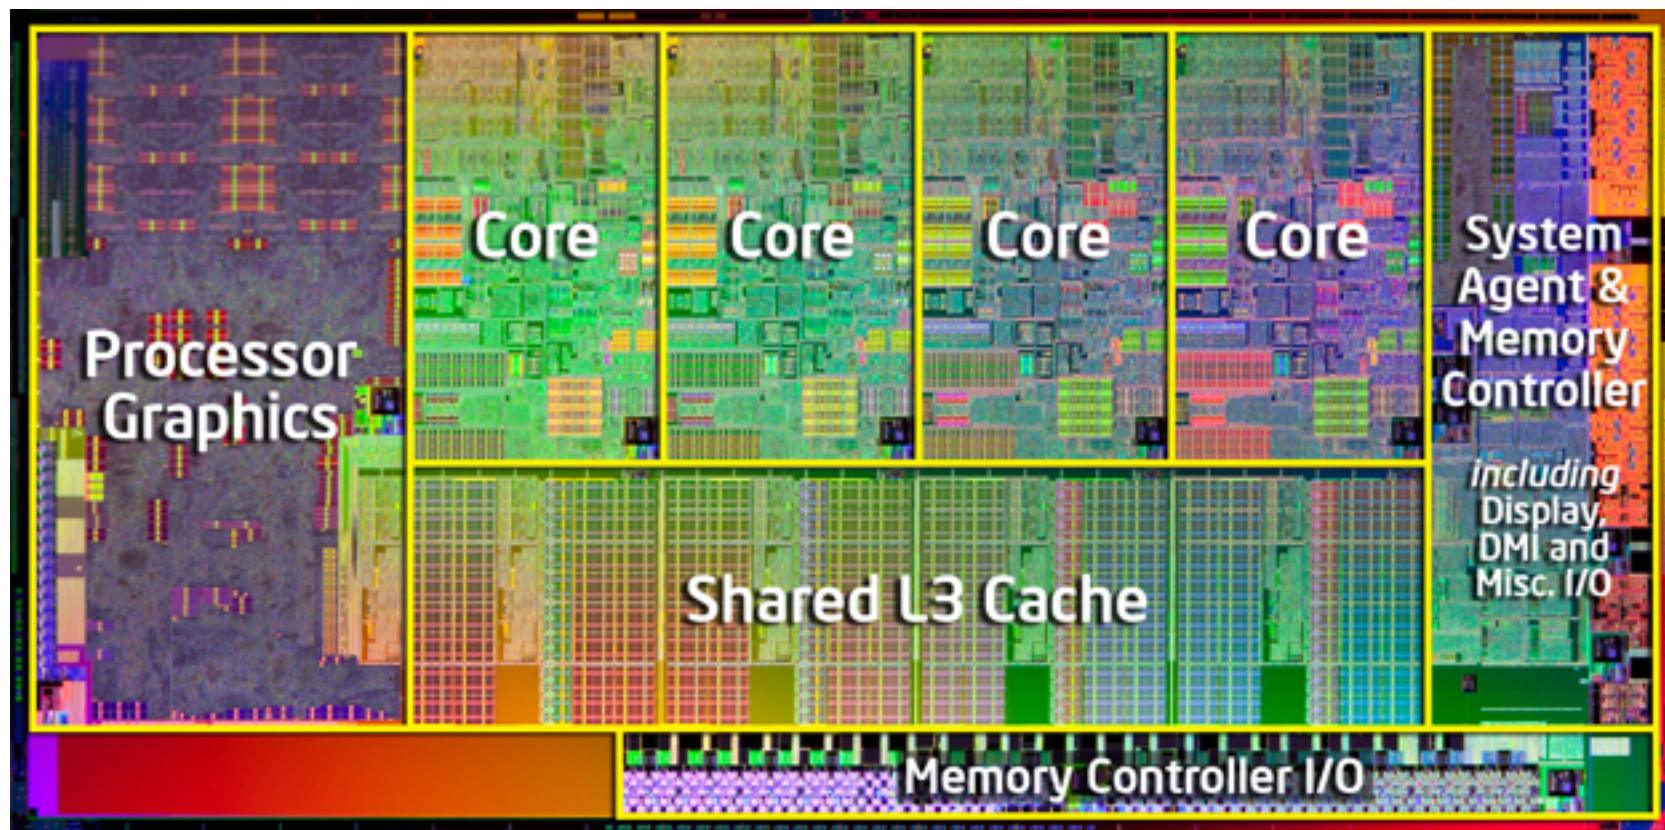 Processor
Graphics
Core
Core
Core
Core
System
Agent &
Memory
Controller
including
Display,
DMI and
Misc. I/O
Shared L3 Cache
Memory Controller I/O